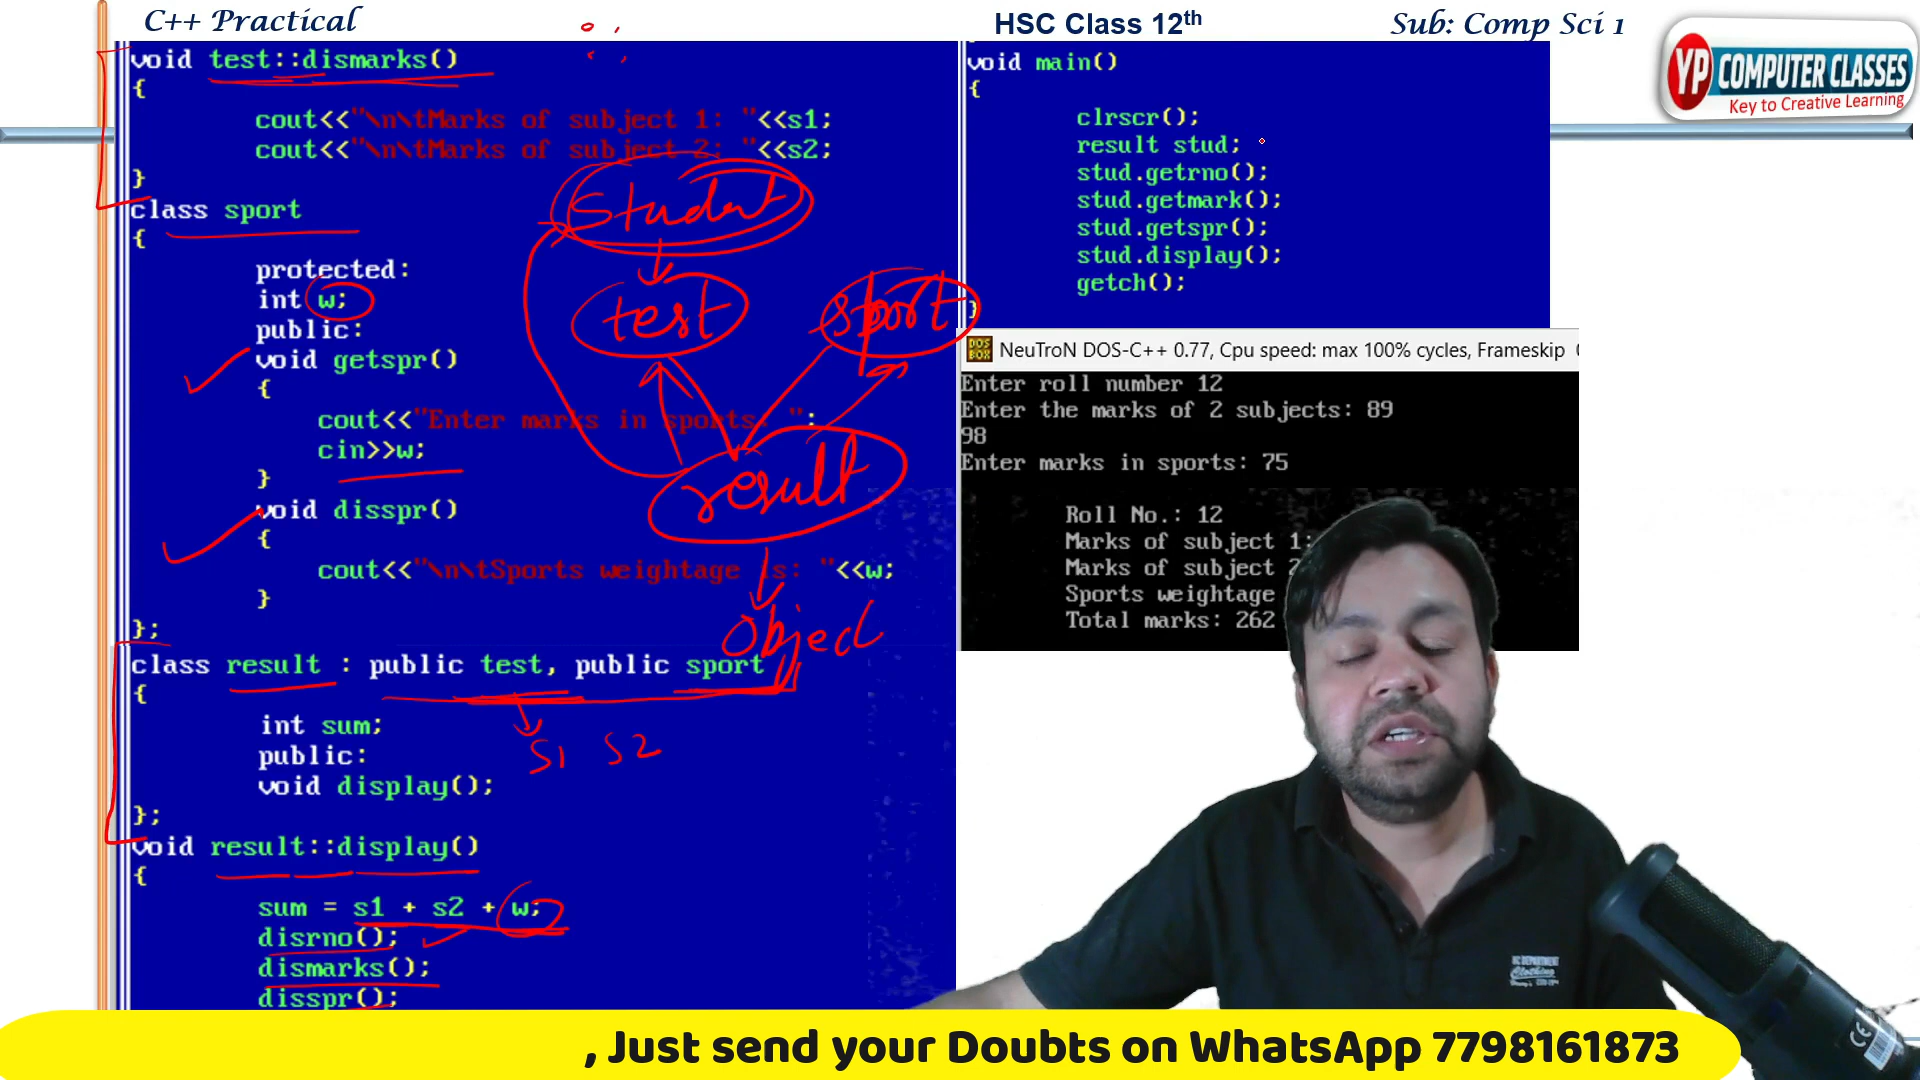 C++ Practical
HSC Class 12th
Sub: Comp Sci 1
YP COMPUTER CLASSES
Key to Creative Learning
void test::dismarks()
{
cout<<"\n\tMarks of subject 1: "<<s1;
cout<<"\n\tMarks of subject 2: "<<s2;
}
class sport
{
protected:
int w;
public:
void getspr()
{
cout<<"Enter marks in sports: ";
cin>>w;
}
void disspr()
{
cout<<"\n\tSports weightage is: "<<w;
}
};
class result : public test, public sport
{
int sum;
public:
void display();
};
void result::display()
{
sum = s1 + s2 + w;
disrno();
dismarks();
disspr();
Student
test
sport
result
Object
S1 S2
void main()
{
clrscr();
result stud;
stud.getrno();
stud.getmark();
stud.getspr();
stud.display();
getch();
}
DOS BOX
NeuTroN DOS-C++ 0.77, Cpu speed: max 100% cycles, Frameskip
Enter roll number 12
Enter the marks of 2 subjects: 89
98
Enter marks in sports: 75
Roll No.: 12
Marks of subject 1:
Marks of subject 2
Sports weightage
Total marks: 262
, Just send your Doubts on WhatsApp 7798161873